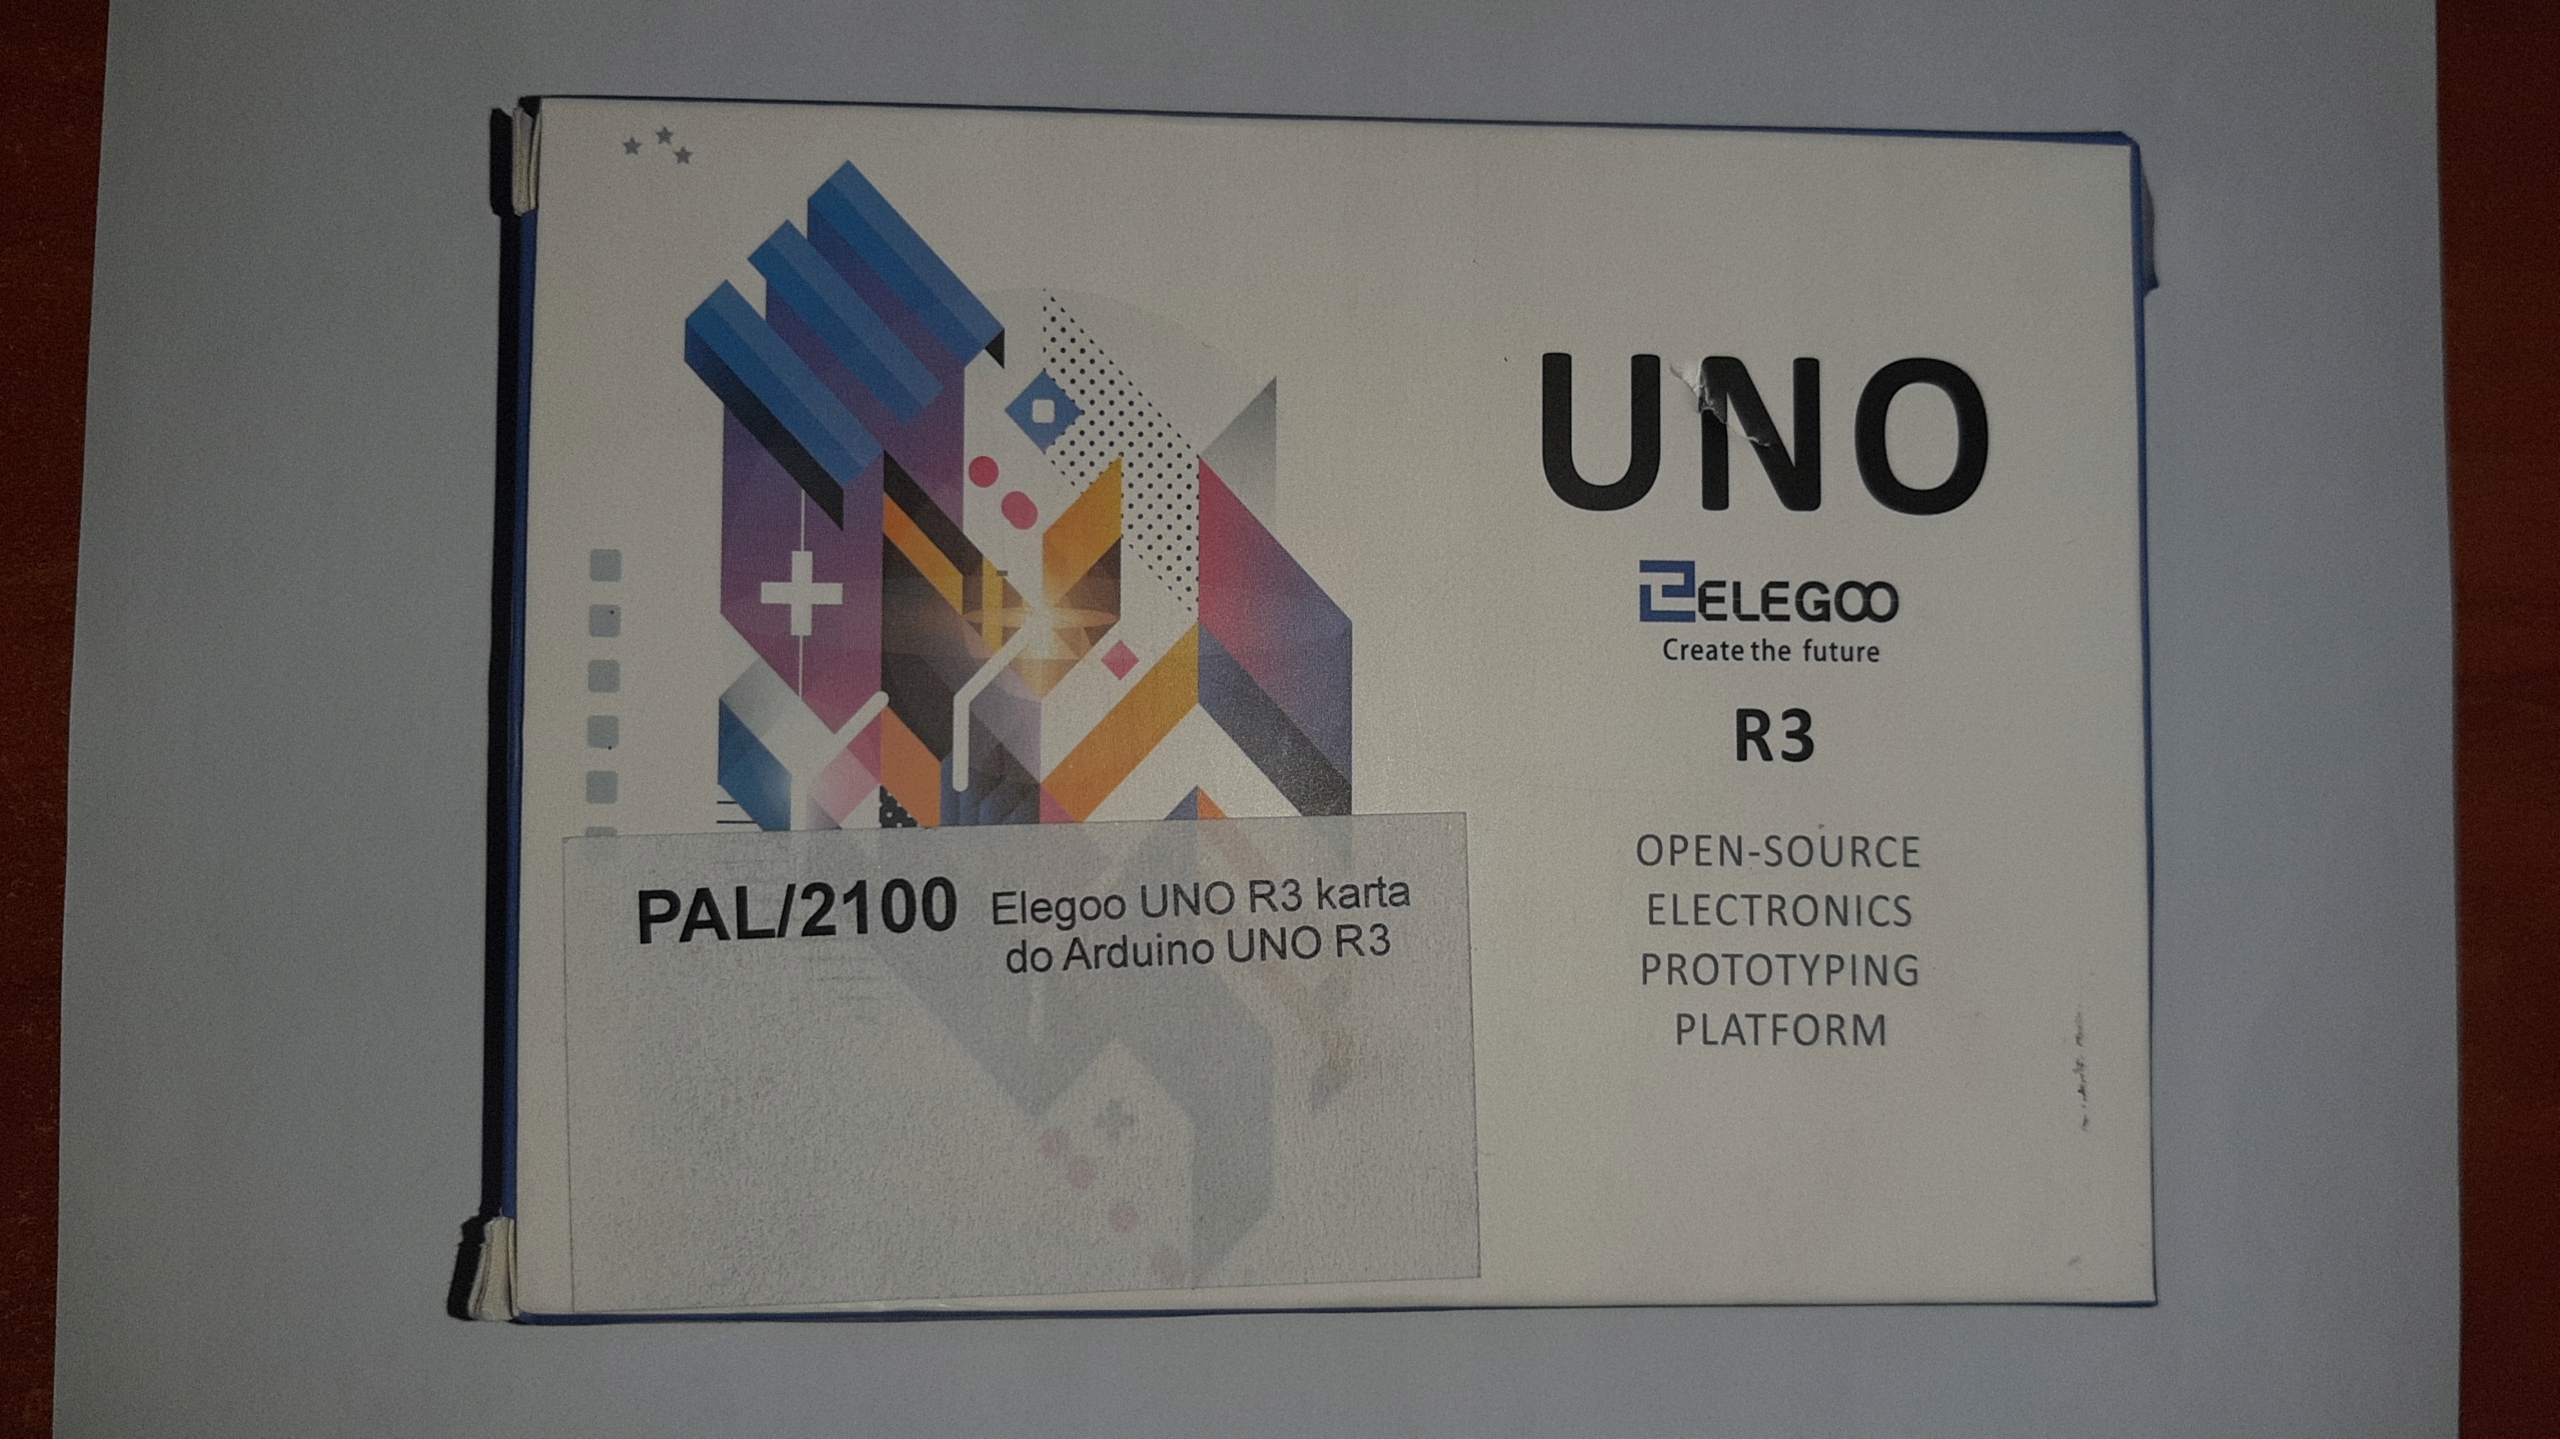 UNO
ELEGOO
Create the future
R3
OPEN-SOURCE
ELECTRONICS
PROTOTYPING
PLATFORM
PAL/2100 Elegoo UNO R3 karta
do Arduino UNO R3